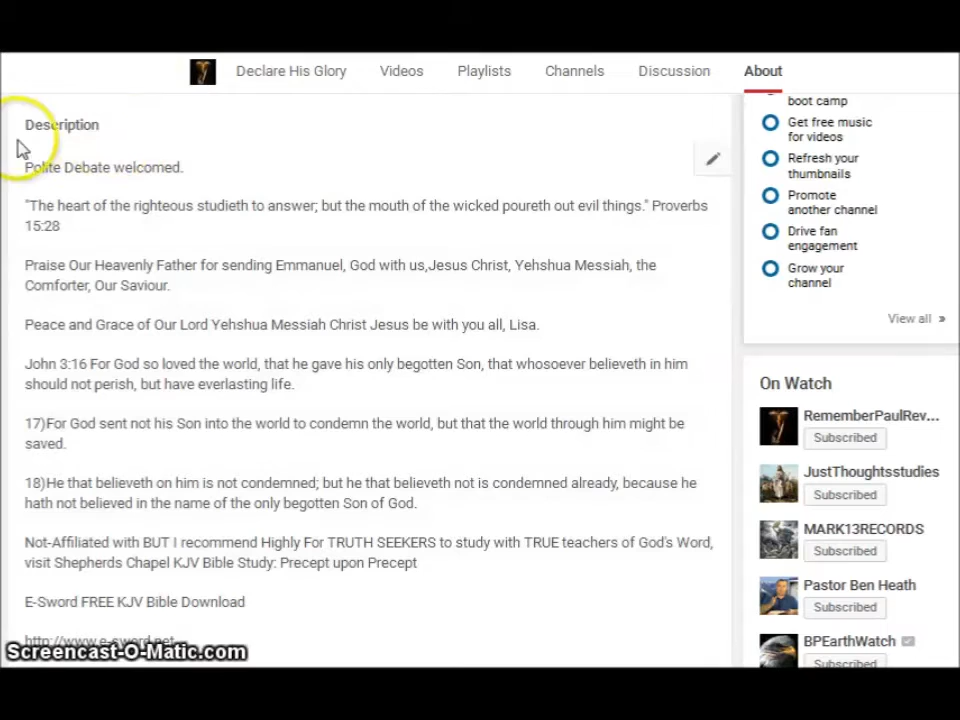 Declare His Glory Videos Playlists Channels Discussion About
Description
Polite Debate welcomed.
"The heart of the righteous studieth to answer; but the mouth of the wicked poureth out evil things." Proverbs
15:28
Praise Our Heavenly Father for sending Emmanuel, God with us,Jesus Christ, Yehshua Messiah, the
Comforter, Our Saviour.
Peace and Grace of Our Lord Yehshua Messiah Christ Jesus be with you all, Lisa.
John 3:16 For God so loved the world, that he gave his only begotten Son, that whosoever believeth in him
should not perish, but have everlasting life.
17)For God sent not his Son into the world to condemn the world, but that the world through him might be
saved.
18)He that believeth on him is not condemned; but he that believeth not is condemned already, because he
hath not believed in the name of the only begotten Son of God.
Not-Affiliated with BUT I recommend Highly For TRUTH SEEKERS to study with TRUE teachers of God's Word,
visit Shepherds Chapel KJV Bible Study: Precept upon Precept
E-Sword FREE KJV Bible Download
http://www.e-sword.net
Screencast-O-Matic.com
boot camp
Get free music
for videos
Refresh your
thumbnails
Promote
another channel
Drive fan
engagement
Grow your
channel
View all »
On Watch
RememberPaulRev...
Subscribed
JustThoughtsstudies
Subscribed
MARK13RECORDS
Subscribed
Pastor Ben Heath
Subscribed
BPEarthWatch
Subscribed